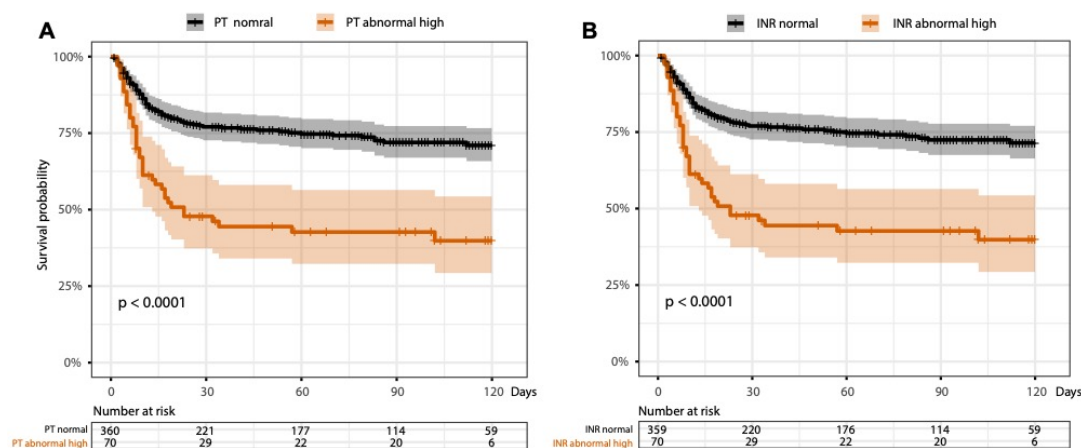 A
PT nomral PT abnormal high
Survival probability
100%
75%
50%
25%
0%
p < 0.0001
0 30 60 90 120 Days
Number at risk
PT normal 360 221 177 114 59
PT abnormal high 70 29 22 20 6
B
INR normal INR abnormal high
100%
75%
50%
25%
0%
p < 0.0001
0 30 60 90 120 Days
Number at risk
INR normal 359 220 176 114 59
INR abnormal high 70 29 22 20 6